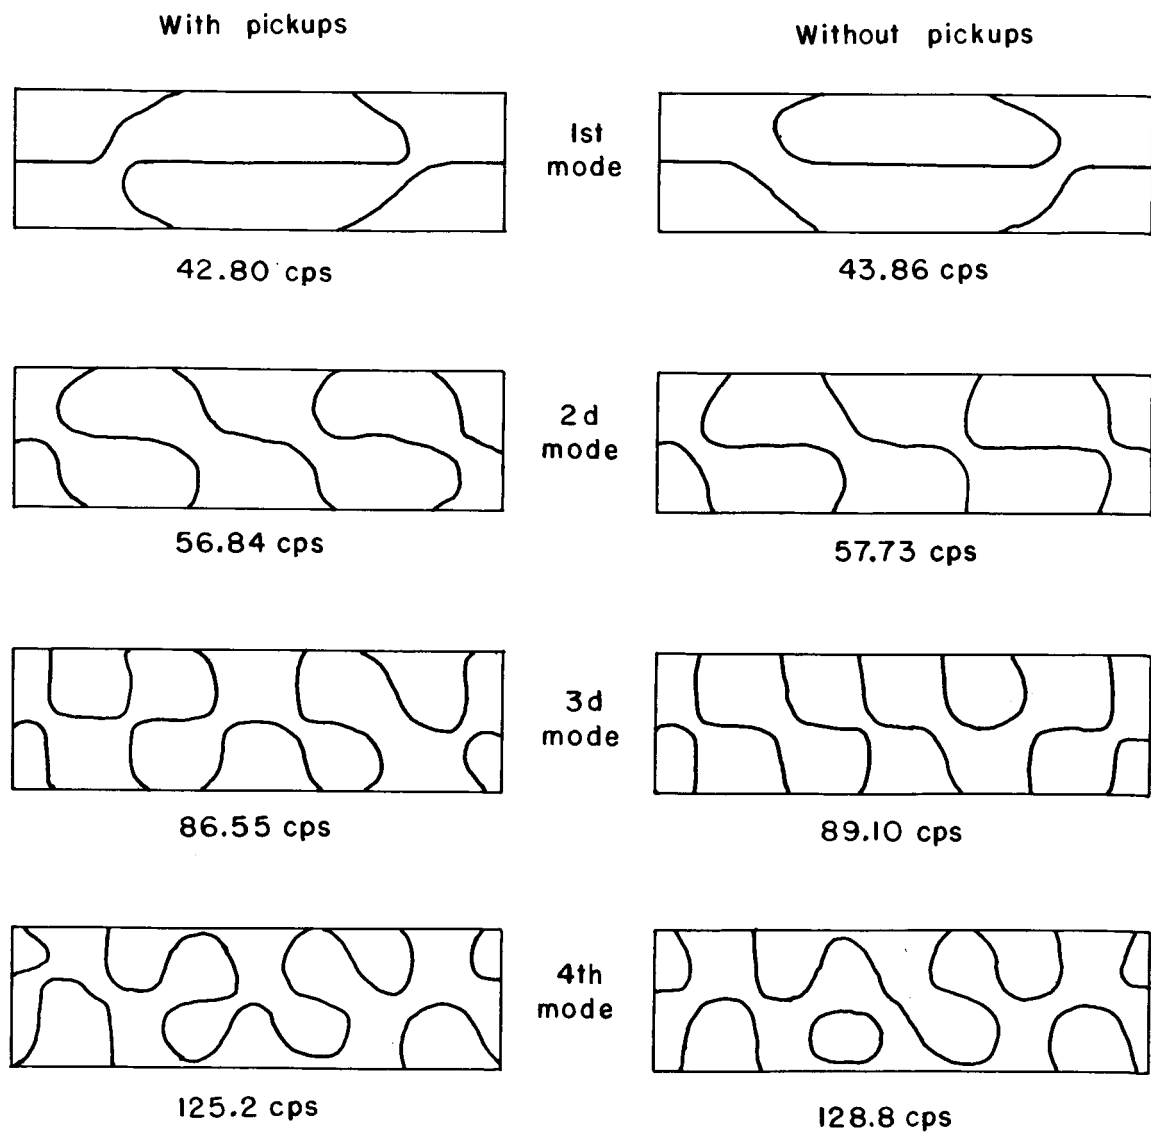 With pickups
Without pickups
1st
mode
42.80 cps
43.86 cps
2d
mode
56.84 cps
57.73 cps
3d
mode
86.55 cps
89.10 cps
4th
mode
125.2 cps
128.8 cps